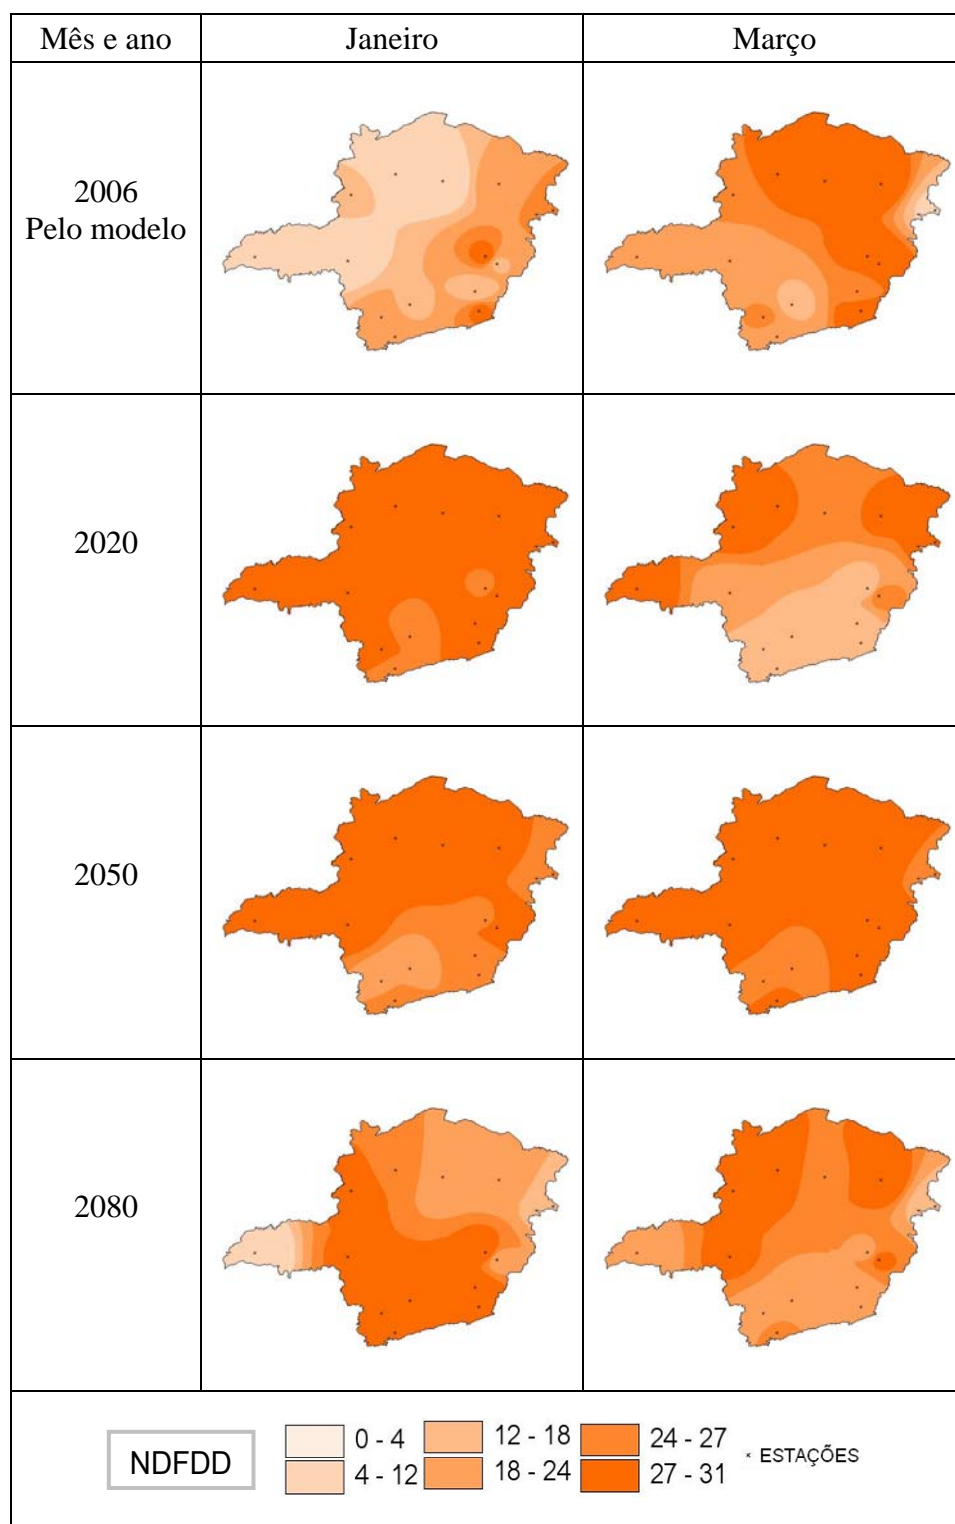 Mês e ano Janeiro Março
2006
Pelo modelo
2020
2050
2080
NDFDD
0 - 4 12 - 18 24 - 27
4 - 12 18 - 24 27 - 31
ESTAÇÕES